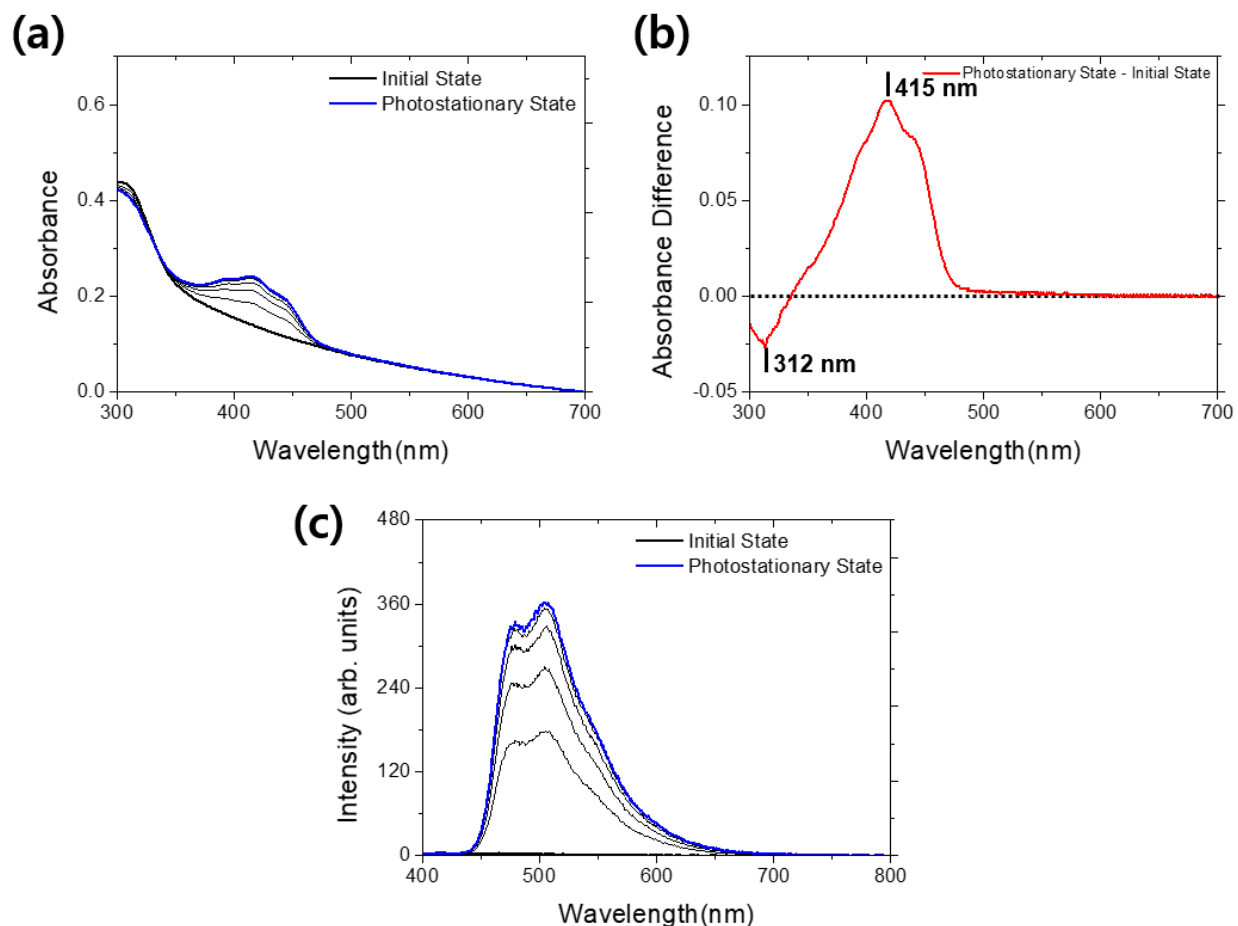 (a)
Initial State
Photostationary State
0.6
0.4
0.2
0.0
Absorbance
300
400
500
600
700
Wavelength(nm)
(b)
Photostationary State - Initial State
415 nm
0.10
0.05
0.00
-0.05
Absorbance Difference
312 nm
300
400
500
600
700
Wavelength(nm)
(c)
Initial State
Photostationary State
480
360
240
120
0
Intensity (arb. units)
400
500
600
700
800
Wavelength(nm)